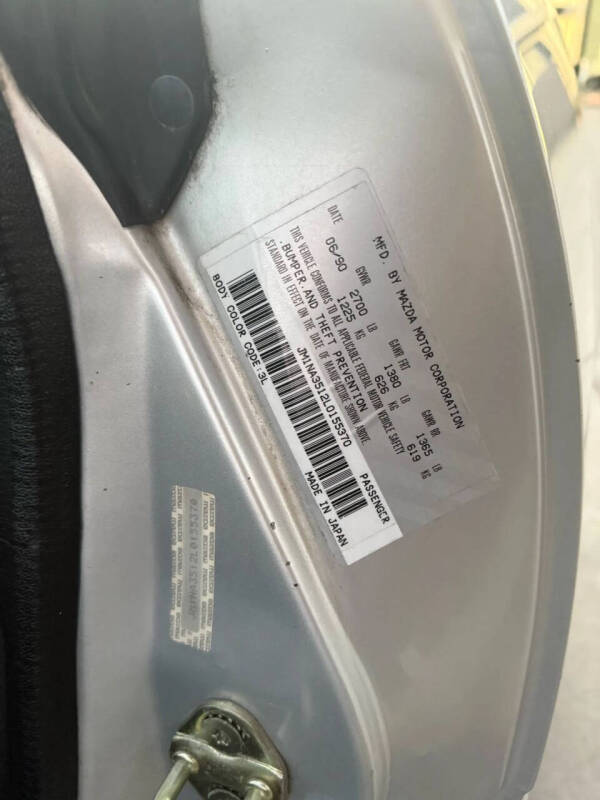 MFD. BY MAZDA MOTOR CORPORATION
DATE GVWR GAWR FRT GAWR RR
06/90 2700 LB 1380 LB 1365 LB
1225 KG 626 KG 619 KG
THIS VEHICLE CONFORMS TO ALL APPLICABLE FEDERAL MOTOR VEHICLE SAFETY
.BUMPER.AND THEFT PREVENTION
STANDARD IN EFFECT ON THE DATE OF MANUFACTURE SHOWN ABOVE
JM1NA3512L0155370 PASSENGER
BODY COLOR CODE:3L MADE IN JAPAN
JM1NA3512L0155370